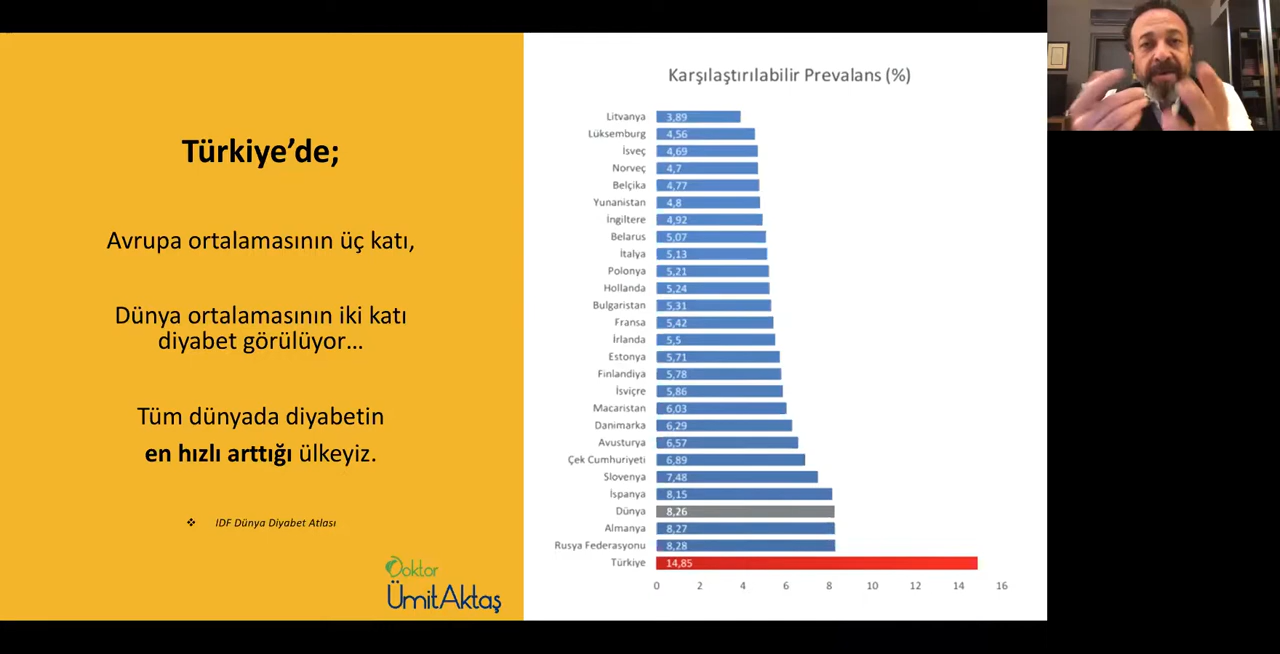 Türkiye’de;
Avrupa ortalamasının üç katı,
Dünya ortalamasının iki katı
diyabet görülüyor...
Tüm dünyada diyabetin
en hızlı arttığı ülkeyiz.
❖ IDF Dünya Diyabet Atlası
Doktor
ÜmitAktaş
Karşılaştırılabilir Prevalans (%)
Litvanya 3,89
Lüksemburg 4,56
İsveç 4,69
Norveç 4,7
Belçika 4,77
Yunanistan 4,8
İngiltere 4,92
Belarus 5,07
İtalya 5,13
Polonya 5,21
Hollanda 5,24
Bulgaristan 5,31
Fransa 5,42
İrlanda 5,5
Estonya 5,71
Finlandiya 5,78
İsviçre 5,86
Macaristan 6,03
Danımarka 6,29
Avusturya 6,57
Çek Cumhuriyeti 6,89
Slovenya 7,48
İspanya 8,15
Dünya 8,26
Almanya 8,27
Rusya Federasyonu 8,28
Türkiye 14,85
0 2 4 6 8 10 12 14 16